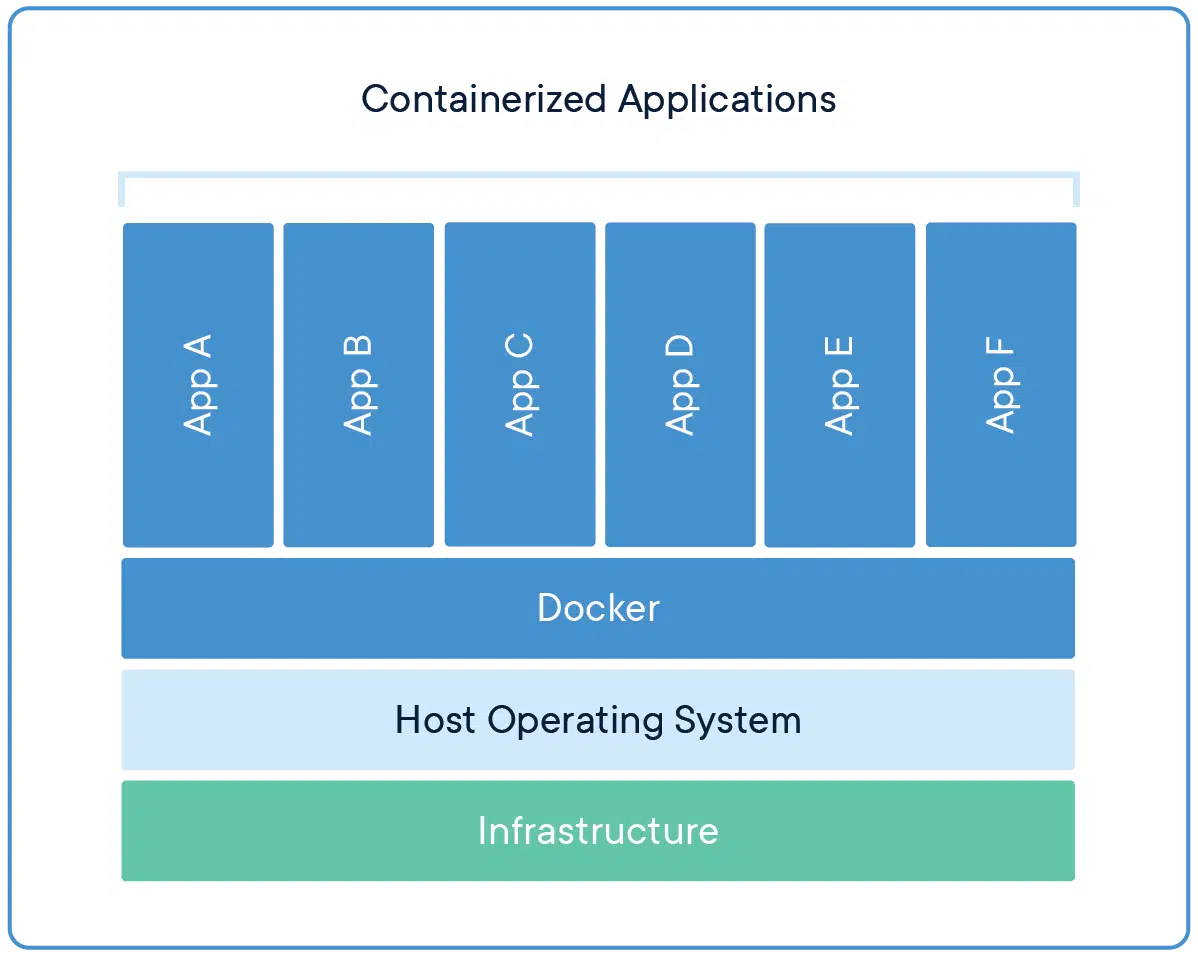 Containerized Applications
App A
App B
App C
App D
App E
App F
Docker
Host Operating System
Infrastructure